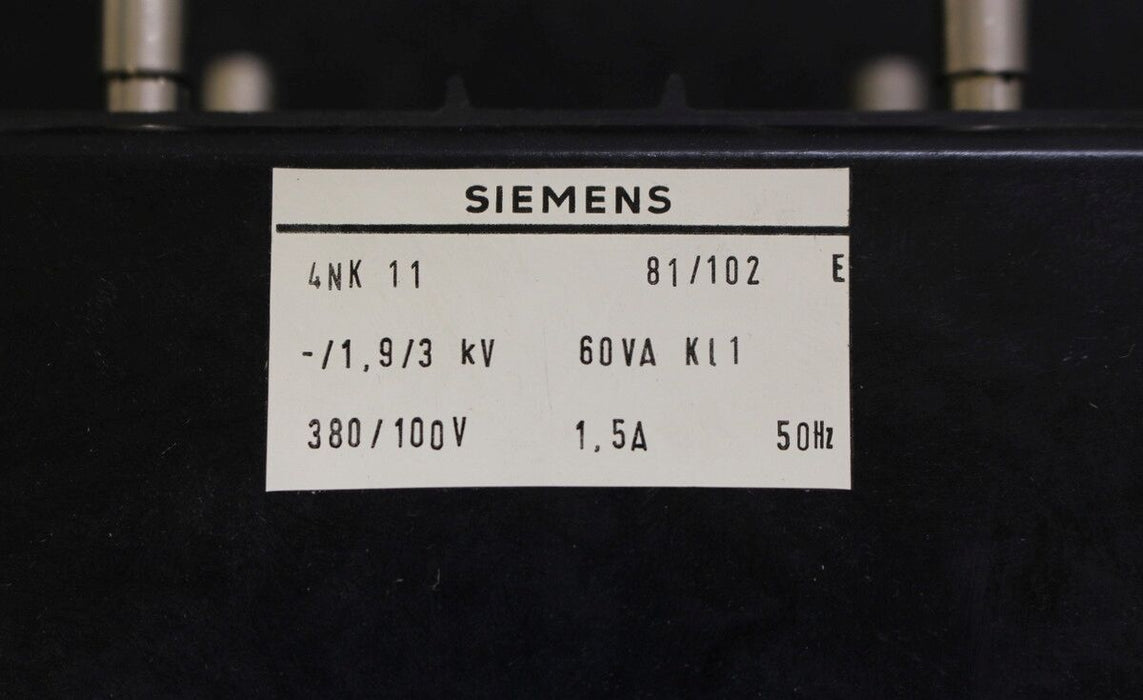 SIEMENS
4NK 11 81/102 E
-/1,9/3 kV 60VA Kl1
380/100V 1,5A 50Hz